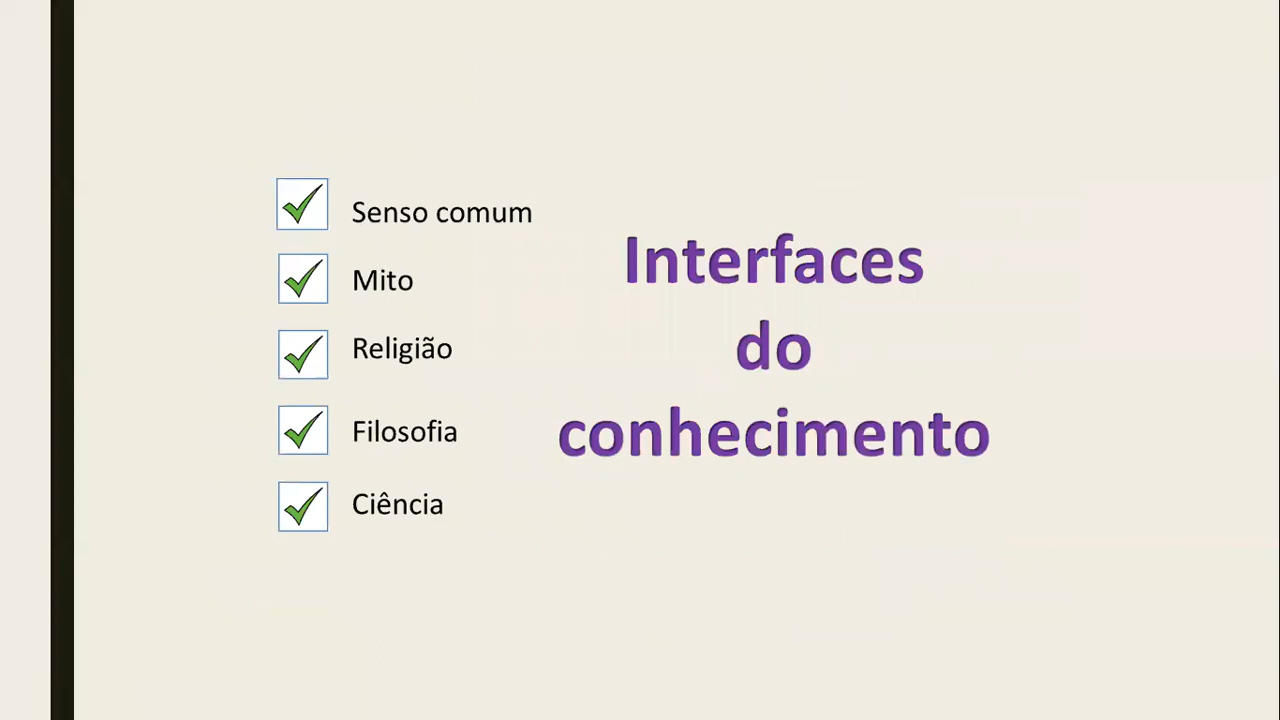 Senso comum
Mito
Religião
Filosofia
Ciência
Interfaces
do
conhecimento